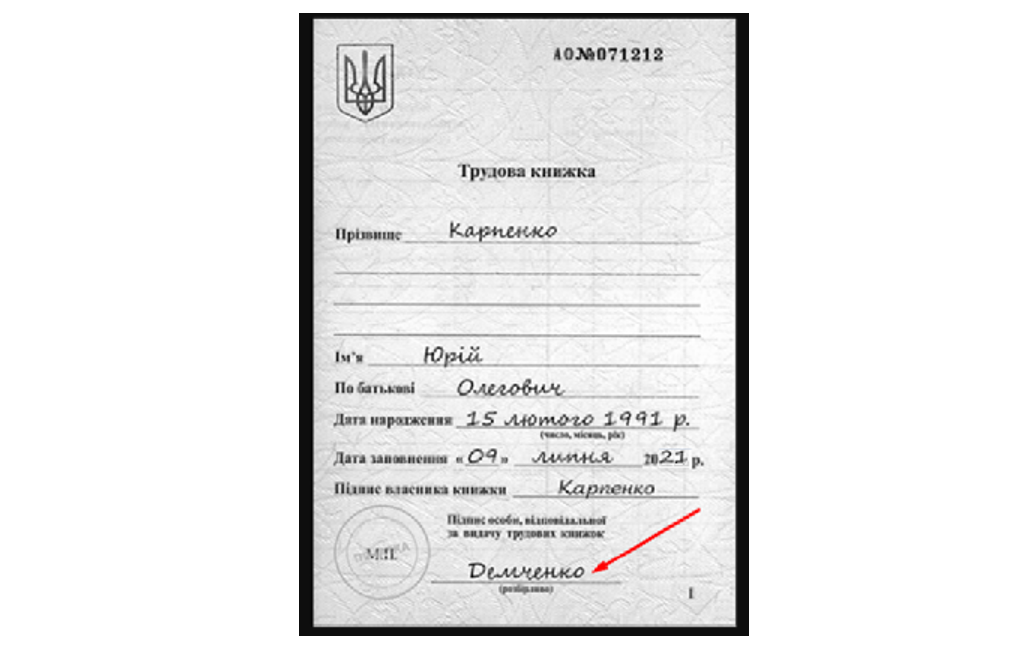 АО№071212
Трудова книжка
Прізвище Карпенко
Ім'я Юрій
По батькові Олегович
Дата народження 15 лютого 1991 р.
(число, місяць, рік)
Дата заповнення «09» липня 2021 р.
Підпис власника книжки Карпенко
Підпис особи, відповідальної
за видачу трудових книжок
М.П.
Демченко
(розбірливо)
1